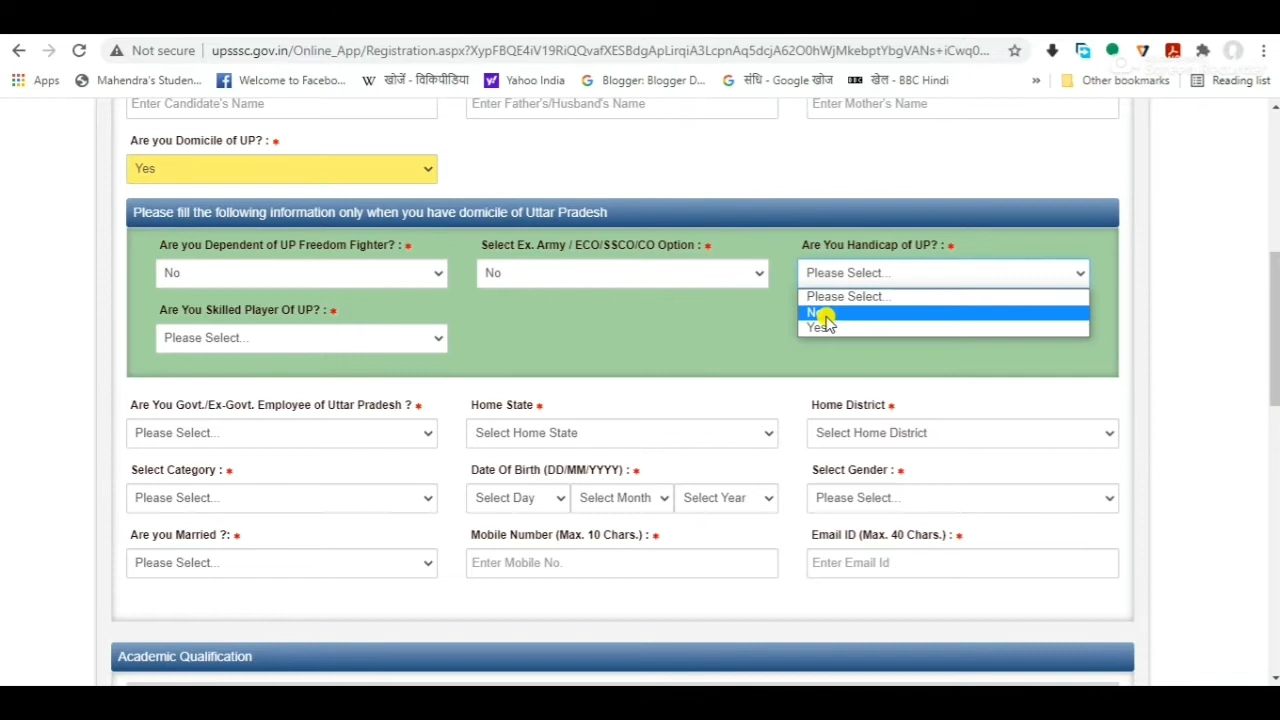 Not secure upsssc.gov.in/Online_App/Registration.aspx?XypFBQE4iV19RiQQvafXESBdgApLirqiA3LcpnAq5dcjA62O0hWjMkebptYbgVANs+iCwq0...
Apps Mahendra's Studen... Welcome to Facebo... खोजें - विकिपीडिया Yahoo India Blogger: Blogger D... संधि - Google खोज खेल - BBC Hindi » Other bookmarks Reading list
Enter Candidate's Name Enter Father's/Husband's Name Enter Mother's Name
Are you Domicile of UP? : *
Yes
Please fill the following information only when you have domicile of Uttar Pradesh
Are you Dependent of UP Freedom Fighter? : * Select Ex. Army / ECO/SSCO/CO Option : * Are You Handicap of UP? : *
No No Please Select...
Please Select...
Are You Skilled Player Of UP? : *
Yes
Please Select...
Are You Govt./Ex-Govt. Employee of Uttar Pradesh ? * Home State * Home District *
Please Select... Select Home State Select Home District
Select Category : * Date Of Birth (DD/MM/YYYY) : * Select Gender : *
Please Select... Select Day Select Month Select Year Please Select...
Are you Married ?: * Mobile Number (Max. 10 Chars.) : * Email ID (Max. 40 Chars.) : *
Please Select... Enter Mobile No. Enter Email Id
Academic Qualification